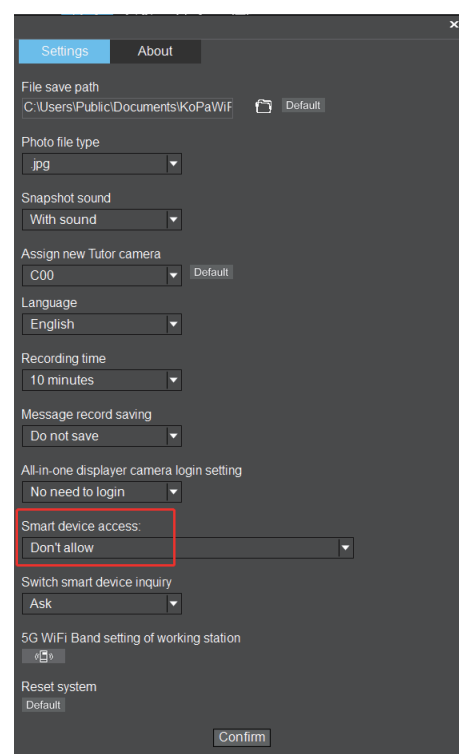 ×
Settings About
File save path
C:\Users\Public\Documents\KoPaWiF Default
Photo file type
.jpg
Snapshot sound
With sound
Assign new Tutor camera
C00 Default
Language
English
Recording time
10 minutes
Message record saving
Do not save
All-in-one displayer camera login setting
No need to login
Smart device access:
Don't allow
Switch smart device inquiry
Ask
5G WiFi Band setting of working station
Reset system
Default
Confirm